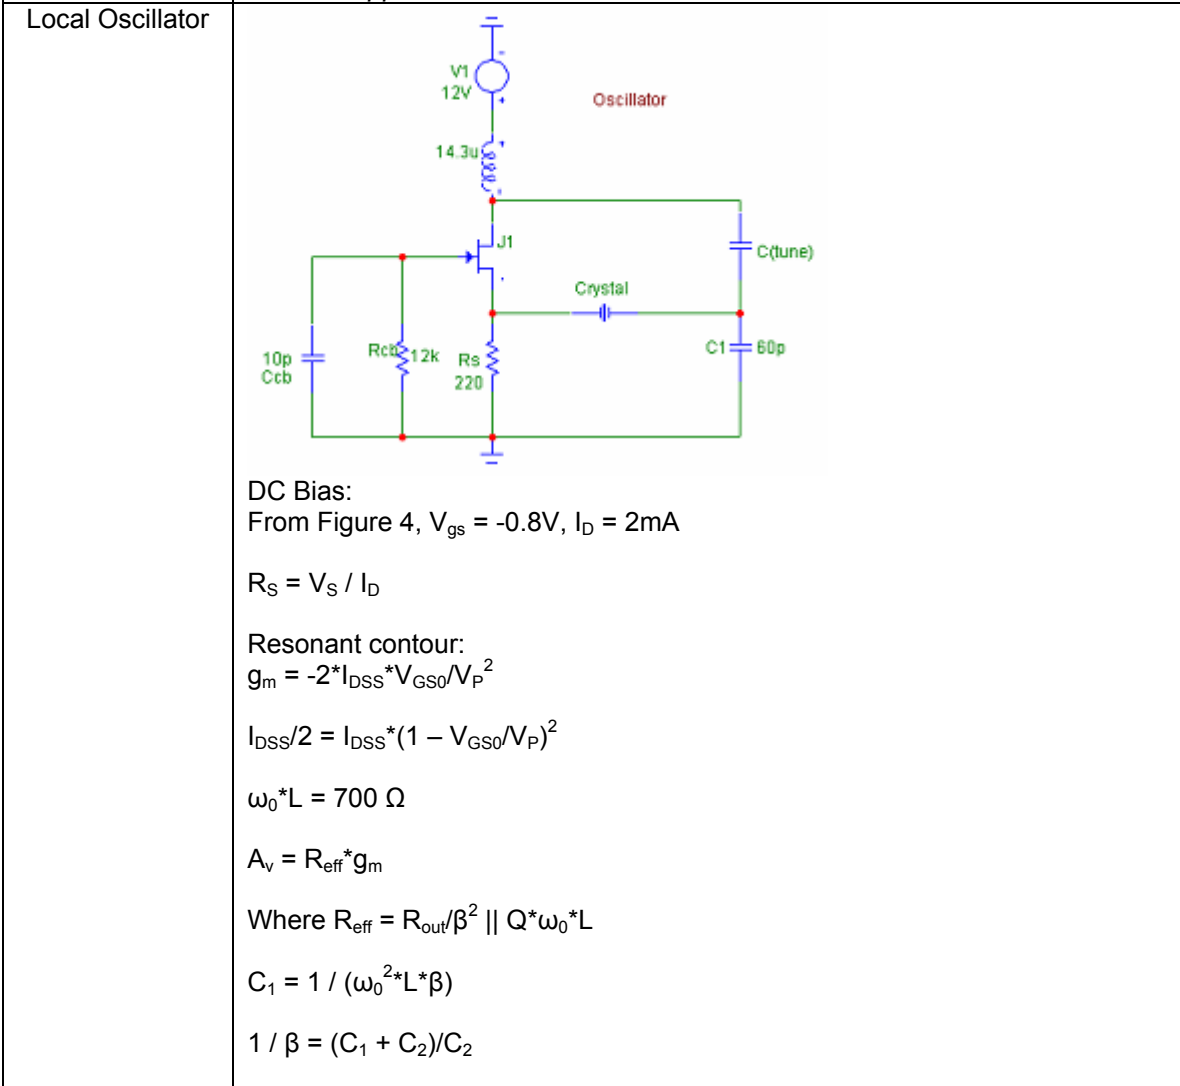 Local Oscillator
V1
12V
Oscillator
14.3u
J1
C(tune)
Crystal
10p
Ccb
Rcb
12k
Rs
220
C1
60p
DC Bias:
From Figure 4, Vgs = -0.8V, ID = 2mA
RS = VS / ID
Resonant contour:
gm = -2*IDSS*VGS0/VP²
IDSS/2 = IDSS*(1 – VGS0/VP)²
ω0*L = 700 Ω
Av = Reff*gm
Where Reff = Rout/β² || Q*ω0*L
C1 = 1 / (ω0²*L*β)
1 / β = (C1 + C2)/C2